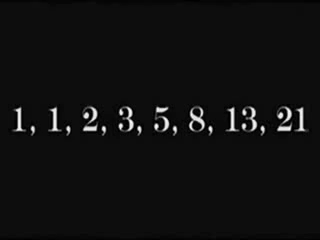 1, 1, 2, 3, 5, 8, 13, 21